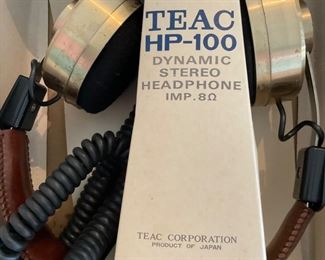 TEAC
HP-100
DYNAMIC
STEREO
HEADPHONE
IMP. 8Ω
TEAC CORPORATION
PRODUCT OF JAPAN